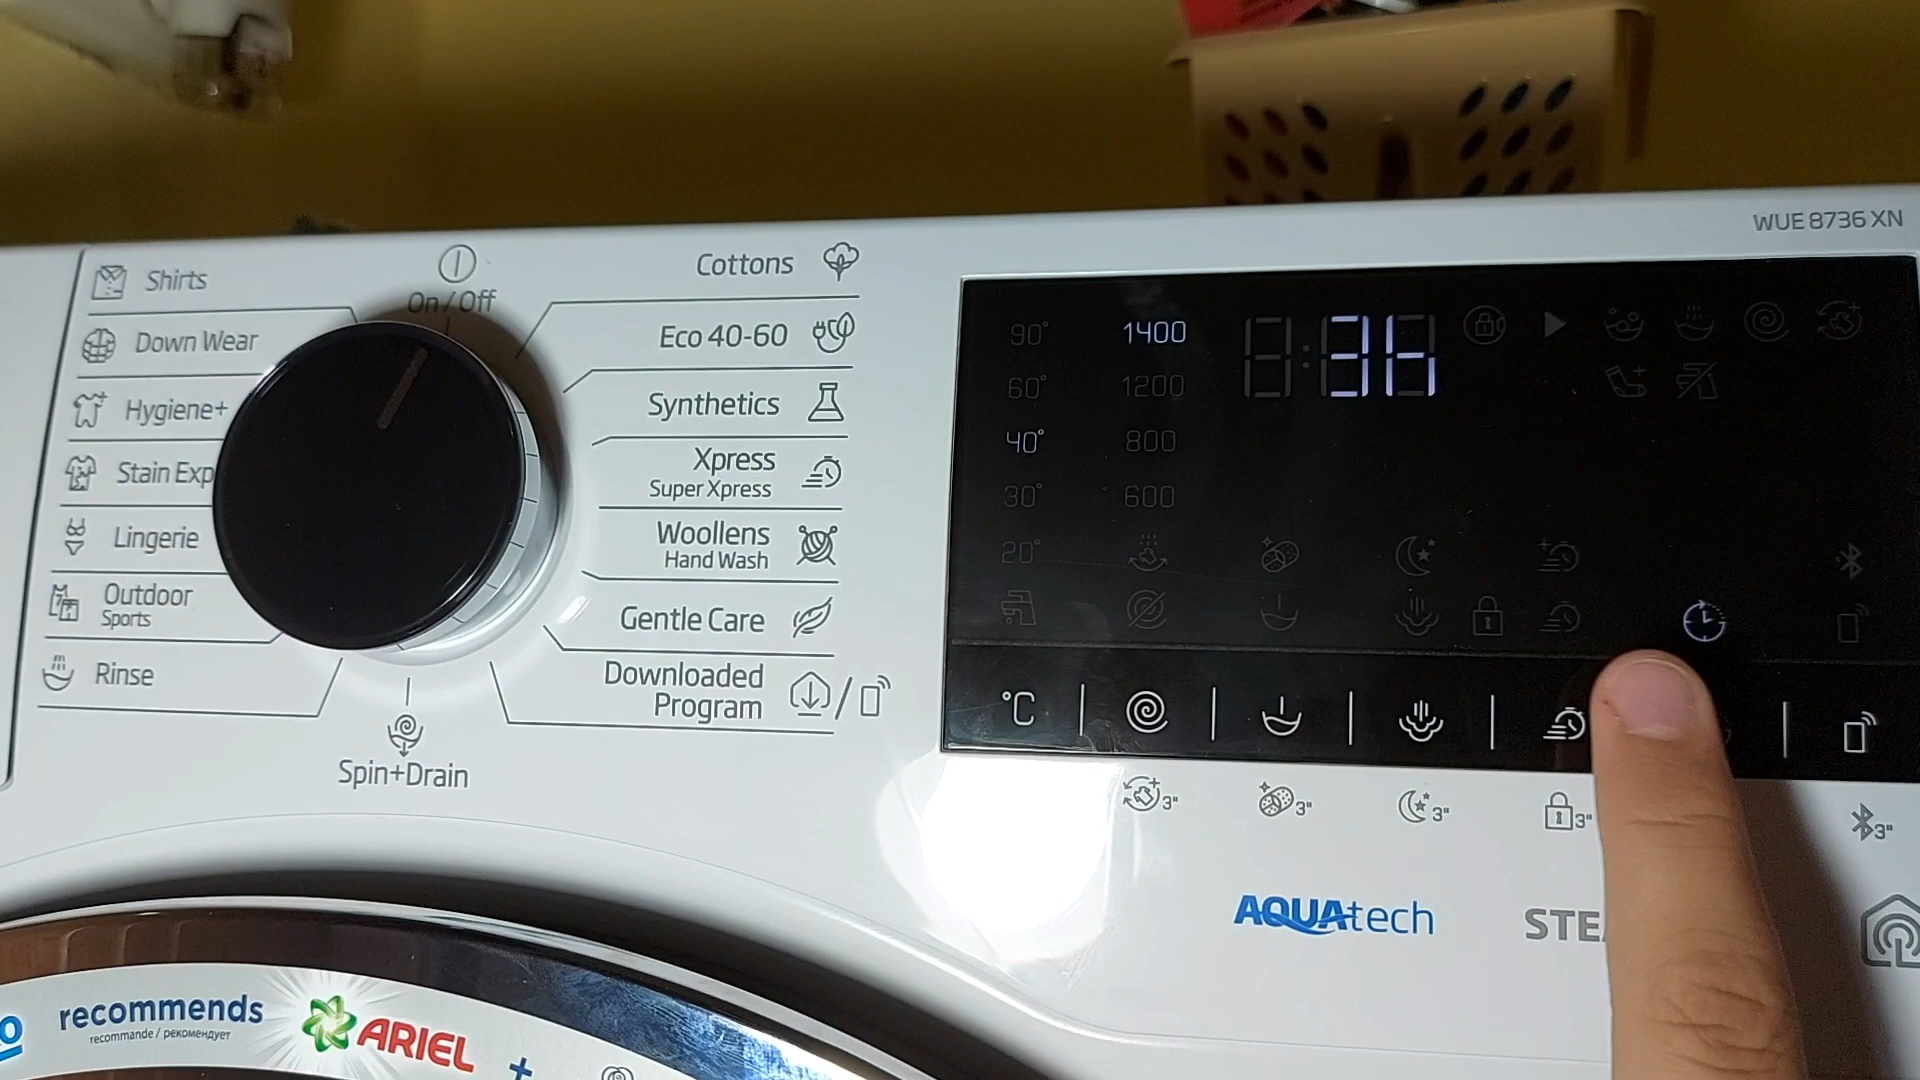 WUE 8736 XN
Shirts
Down Wear
Hygiene+
Stain Exp
Lingerie
Outdoor
Sports
Rinse
On / Off
Spin+Drain
Cottons
Eco 40-60
Synthetics
Xpress
Super Xpress
Woollens
Hand Wash
Gentle Care
Downloaded
Program
/
90°
60°
40°
30°
20°
1400
1200
800
600
3h
°C
3"
3"
3"
3"
3"
AQUAtech
STEA
recommends
recommande / рекомендует
ARIEL
+